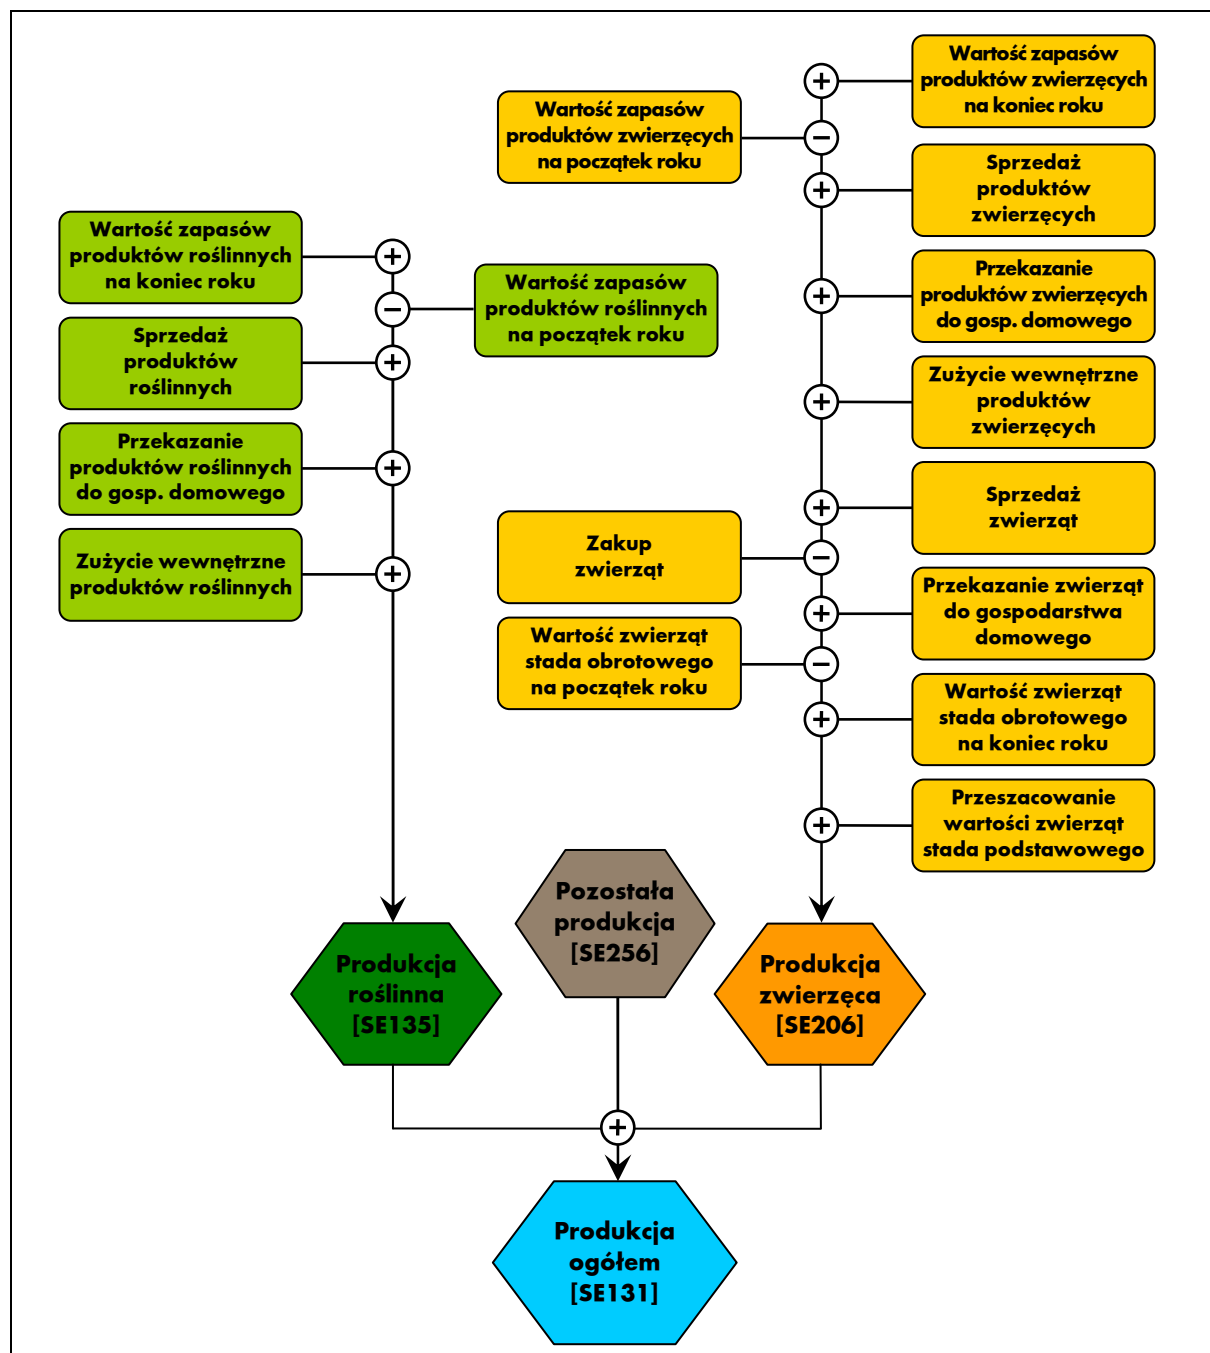 Wartość zapasów
produktów roślinnych
na koniec roku
+
−
Wartość zapasów
produktów roślinnych
na początek roku
Sprzedaż
produktów
roślinnych
+
Przekazanie
produktów roślinnych
do gosp. domowego
+
Zużycie wewnętrzne
produktów roślinnych
+
Wartość zapasów
produktów zwierzęcych
na koniec roku
+
Wartość zapasów
produktów zwierzęcych
na początek roku
−
Sprzedaż
produktów
zwierzęcych
+
Przekazanie
produktów zwierzęcych
do gosp. domowego
+
Zużycie wewnętrzne
produktów
zwierzęcych
+
Sprzedaż
zwierząt
+
Zakup
zwierząt
−
Przekazanie zwierząt
do gospodarstwa
domowego
+
Wartość zwierząt
stada obrotowego
na początek roku
−
Wartość zwierząt
stada obrotowego
na koniec roku
+
Przeszacowanie
wartości zwierząt
stada podstawowego
+
Produkcja
roślinna
[SE135]
Pozostała
produkcja
[SE256]
Produkcja
zwierzęca
[SE206]
+
Produkcja
ogółem
[SE131]